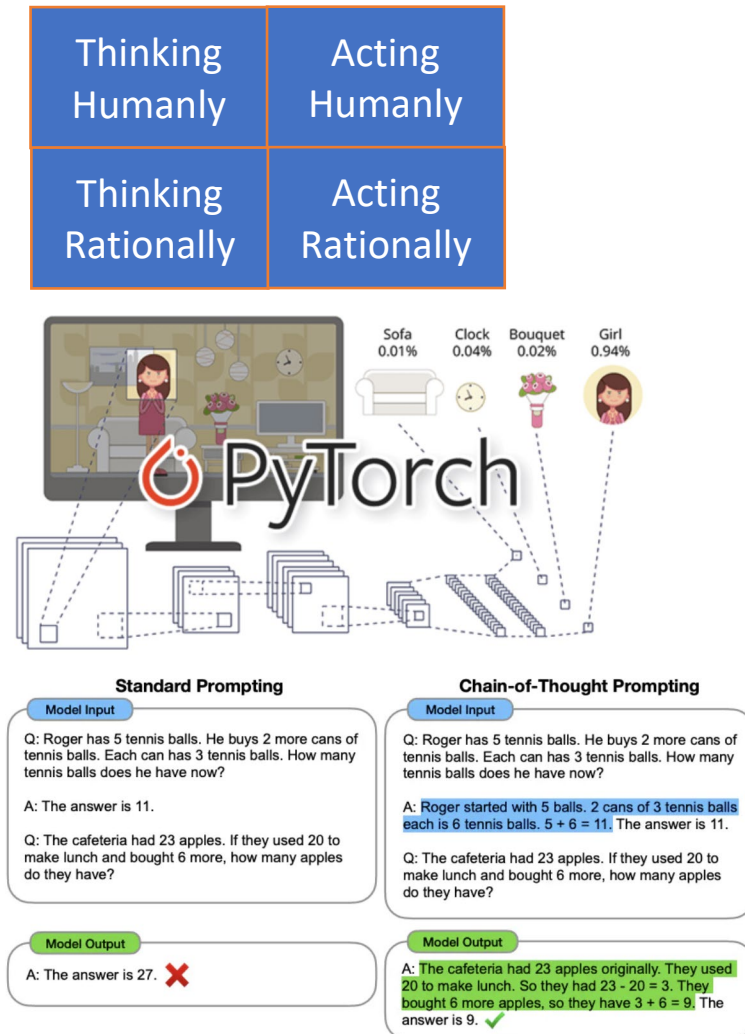 Thinking
Humanly
Acting
Humanly
Thinking
Rationally
Acting
Rationally
Sofa
0.01%
Clock
0.04%
Bouquet
0.02%
Girl
0.94%
PyTorch
Standard Prompting
Model Input
Q: Roger has 5 tennis balls. He buys 2 more cans of
tennis balls. Each can has 3 tennis balls. How many
tennis balls does he have now?
A: The answer is 11.
Q: The cafeteria had 23 apples. If they used 20 to
make lunch and bought 6 more, how many apples
do they have?
Model Output
A: The answer is 27.
Chain-of-Thought Prompting
Model Input
Q: Roger has 5 tennis balls. He buys 2 more cans of
tennis balls. Each can has 3 tennis balls. How many
tennis balls does he have now?
A: Roger started with 5 balls. 2 cans of 3 tennis balls
each is 6 tennis balls. 5 + 6 = 11. The answer is 11.
Q: The cafeteria had 23 apples. If they used 20 to
make lunch and bought 6 more, how many apples
do they have?
Model Output
A: The cafeteria had 23 apples originally. They used
20 to make lunch. So they had 23 - 20 = 3. They
bought 6 more apples, so they have 3 + 6 = 9. The
answer is 9.